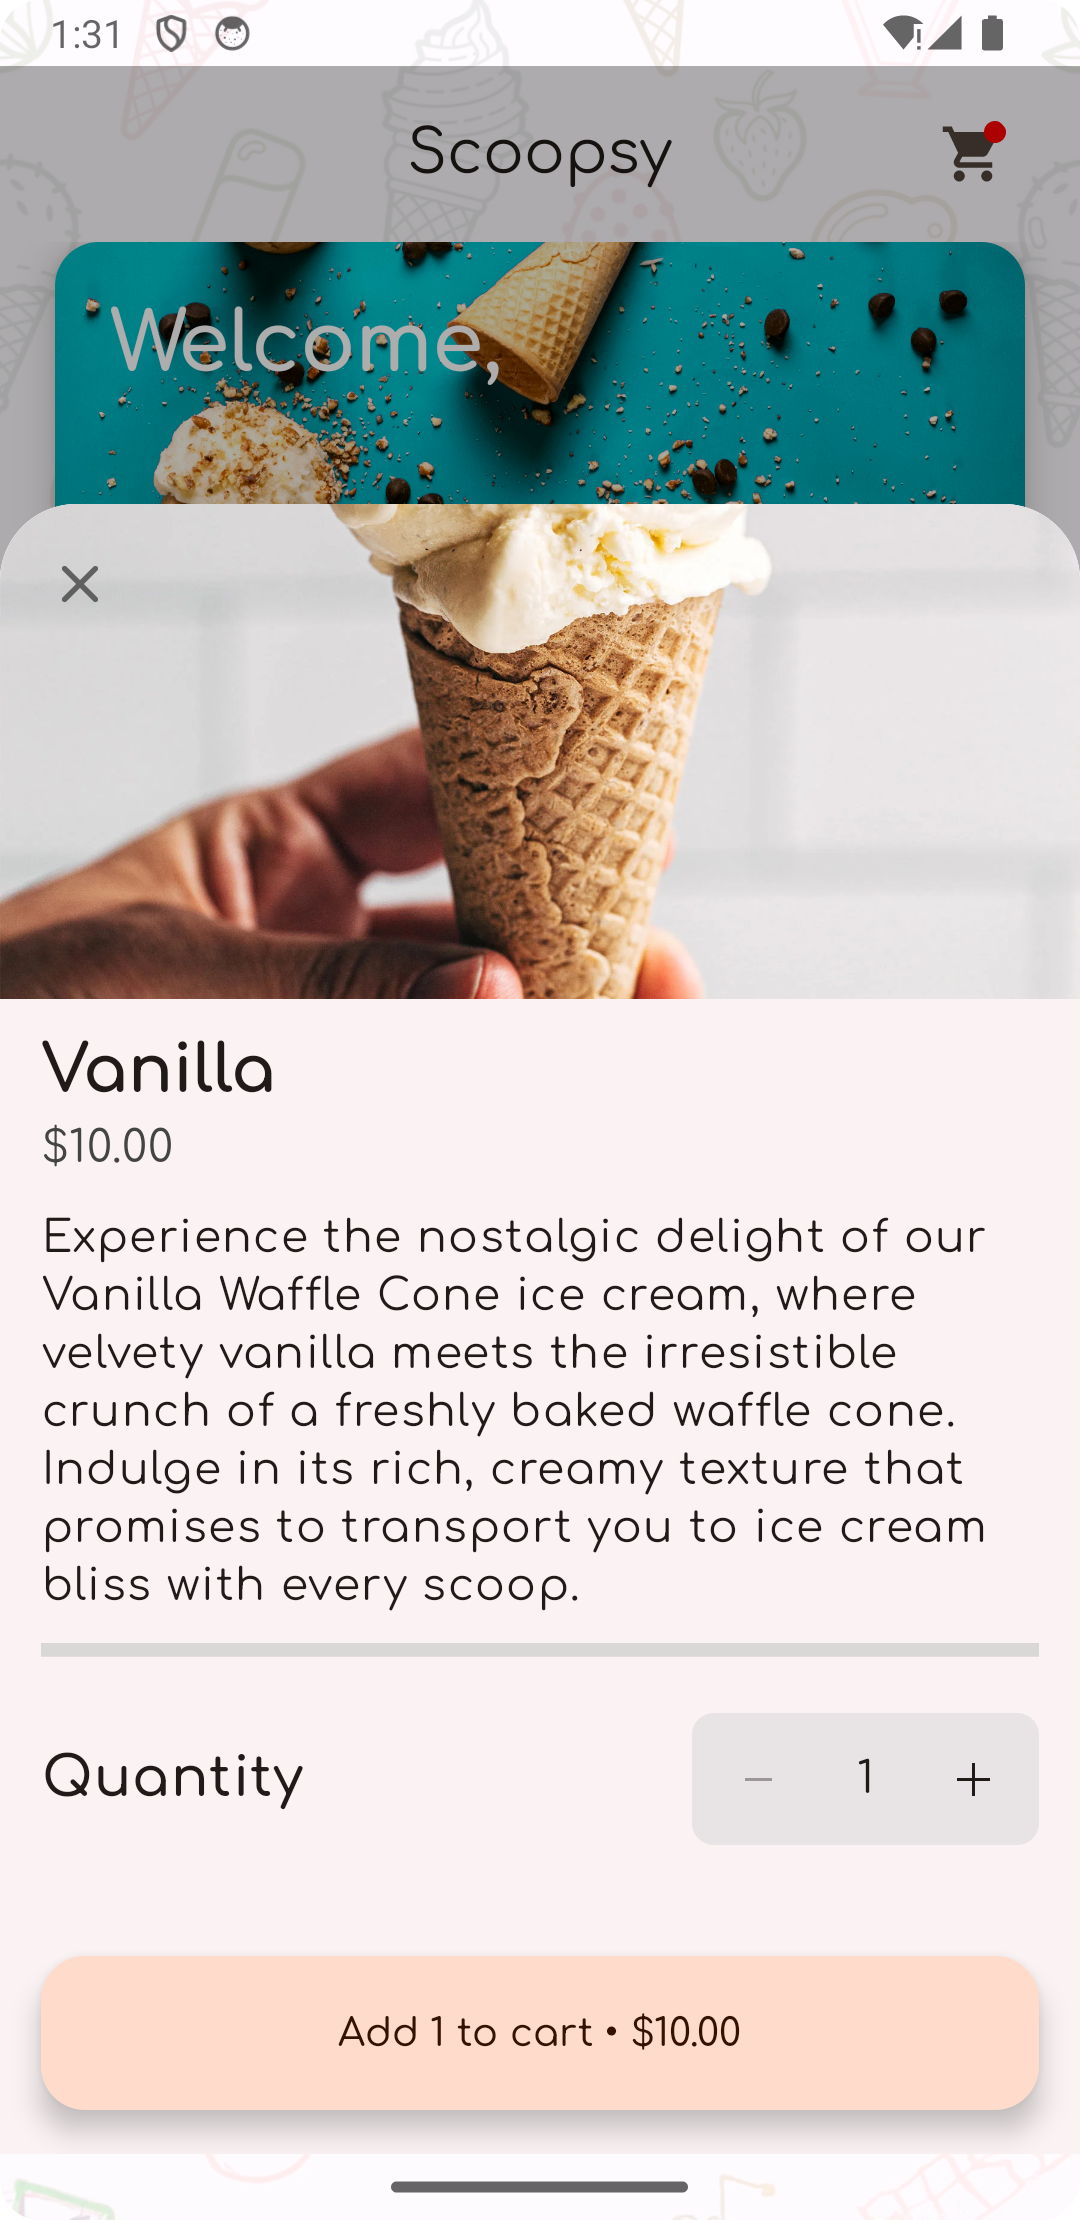 1:31
Scoopsy
Welcome,
Vanilla
$10.00
Experience the nostalgic delight of our
Vanilla Waffle Cone ice cream, where
velvety vanilla meets the irresistible
crunch of a freshly baked waffle cone.
Indulge in its rich, creamy texture that
promises to transport you to ice cream
bliss with every scoop.
Quantity
1
Add 1 to cart • $10.00